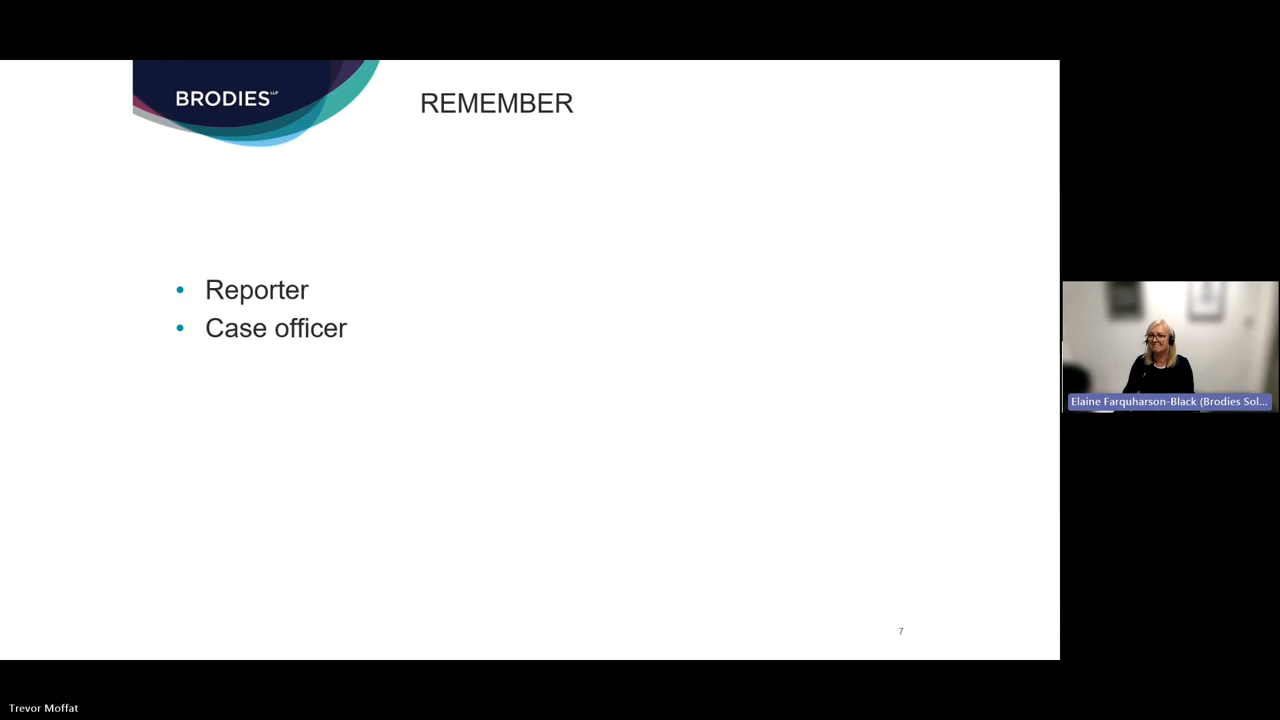 BRODIES LLP
REMEMBER
• Reporter
• Case officer
7
Elaine Farquharson-Black (Brodies Sol...
Trevor Moffat